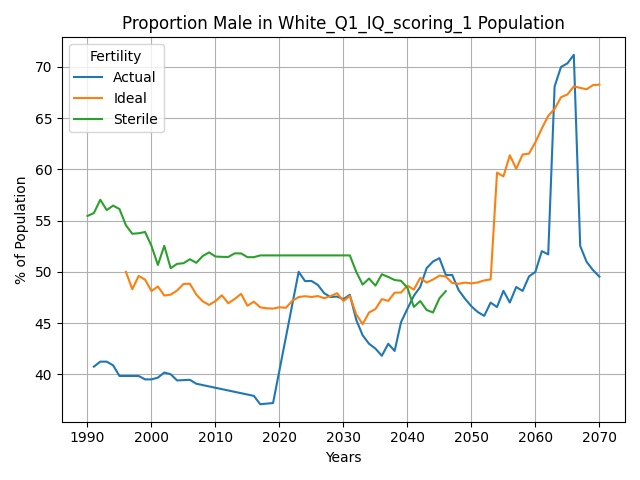 Proportion Male in White_Q1_IQ_scoring_1 Population
Fertility
Actual
Ideal
Sterile
% of Population
70
65
60
55
50
45
40
1990 2000 2010 2020 2030 2040 2050 2060 2070
Years